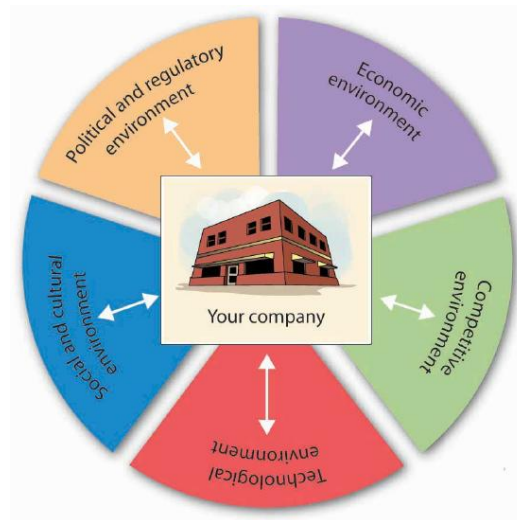 Political and regulatory
environment
Economic
environment
Competitive
environment
Technological
environment
Social and cultural
environment
Your company